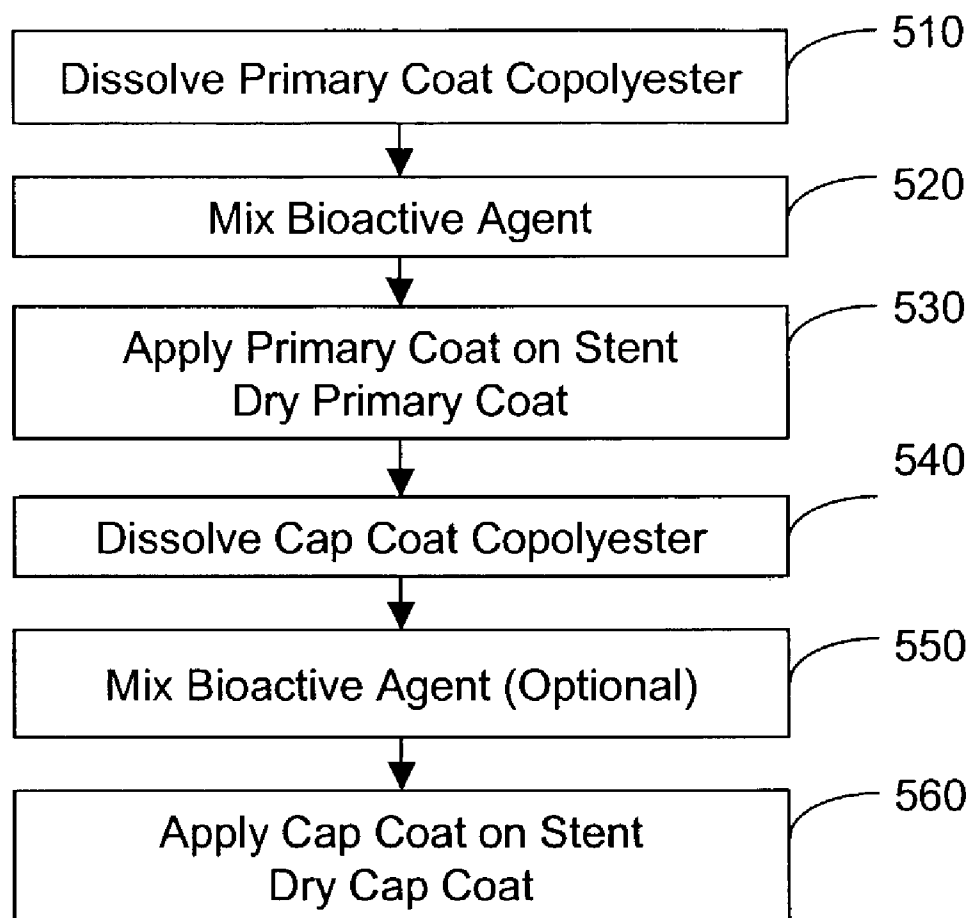 510
Dissolve Primary Coat Copolyester
520
Mix Bioactive Agent
530
Apply Primary Coat on Stent
Dry Primary Coat
540
Dissolve Cap Coat Copolyester
550
Mix Bioactive Agent (Optional)
560
Apply Cap Coat on Stent
Dry Cap Coat